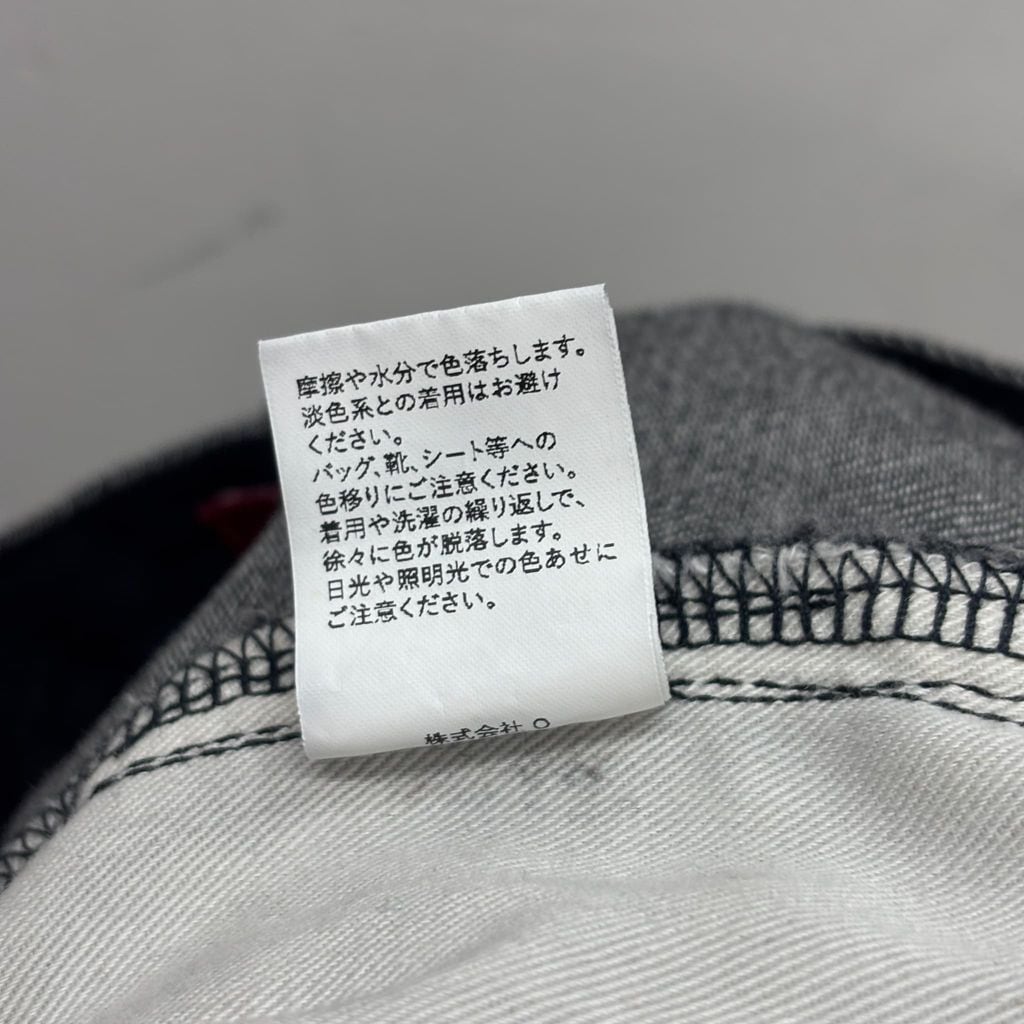 摩擦や水分で色落ちします。
淡色系との着用はお避け
ください。
バッグ、靴、シート等への
色移りにご注意ください。
着用や洗濯の繰り返しで、
徐々に色が脱落します。
日光や照明光での色あせに
ご注意ください。
株式会社 O